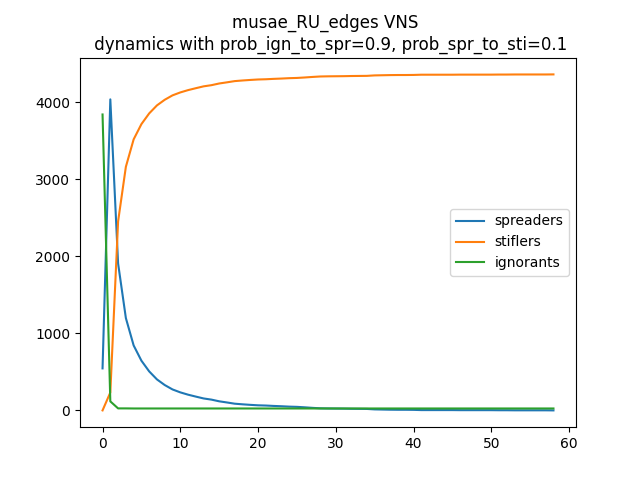 musae_RU_edges VNS
dynamics with prob_ign_to_spr=0.9, prob_spr_to_sti=0.1
4000
3000
2000
1000
0
spreaders
stiflers
ignorants
0 10 20 30 40 50 60